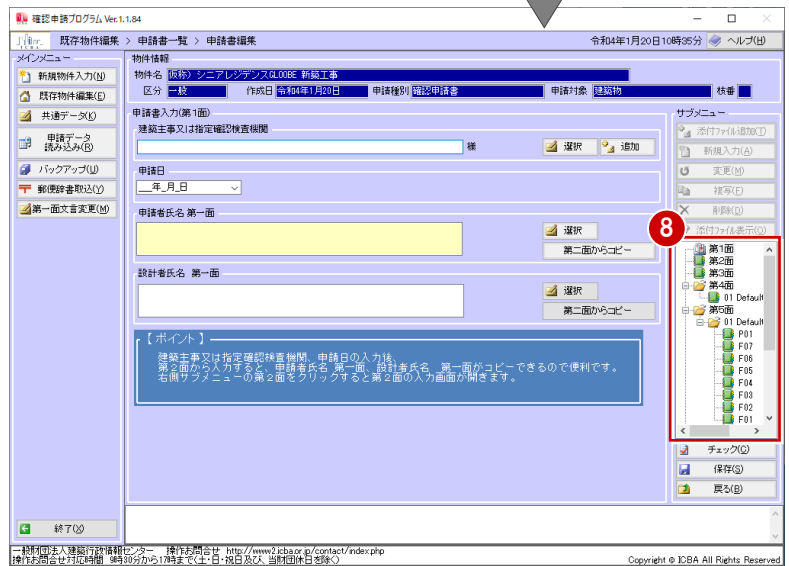 確認申請プログラム Ver.1.1.84
ICBA 既存物件編集 > 申請書一覧 > 申請書編集 令和4年1月20日10時35分 ヘルプ(H)
メインメニュー
新規物件入力(N)
既存物件編集(E)
共通データ(K)
申請データ
読み込み(R)
バックアップ(U)
郵便辞書取込(Y)
第一面文言変更(M)
終了(X)
物件情報
物件名 仮称）シニアレジデンスGLOOBE 新築工事
区分 一般 作成日 令和4年1月20日 申請種別 確認申請書 申請対象 建築物 枝番
申請書入力(第1面)
建築主事又は指定確認検査機関
様 選択 追加
申請日
__年_月_日
申請者氏名 第一面
選択
第二面からコピー
設計者氏名 第一面
選択
第二面からコピー
【 ポイント 】
建築主事又は指定確認検査機関、申請日の入力後、
第２面から入力すると、申請者氏名 第一面、設計者氏名 第一面がコピーできるので便利です。
右側サブメニューの第２面をクリックすると第２面の入力画面が開きます。
サブメニュー
添付ファイル追加(T)
新規入力(A)
変更(M)
複写(F)
削除(D)
添付ファイル表示(O)
8
第1面
第2面
第3面
第4面
01 Default
第5面
01 Default
P01
F07
F06
F05
F04
F03
F02
F01
チェック(C)
保存(S)
戻る(B)
一般財団法人建築行政情報センター 操作お問合せ http://www2.icba.or.jp/contact/index.php
操作お問合せ対応時間 9時30分から17時まで(土・日・祝日及び、当財団休日を除く) Copyright © ICBA All Rights Reserved